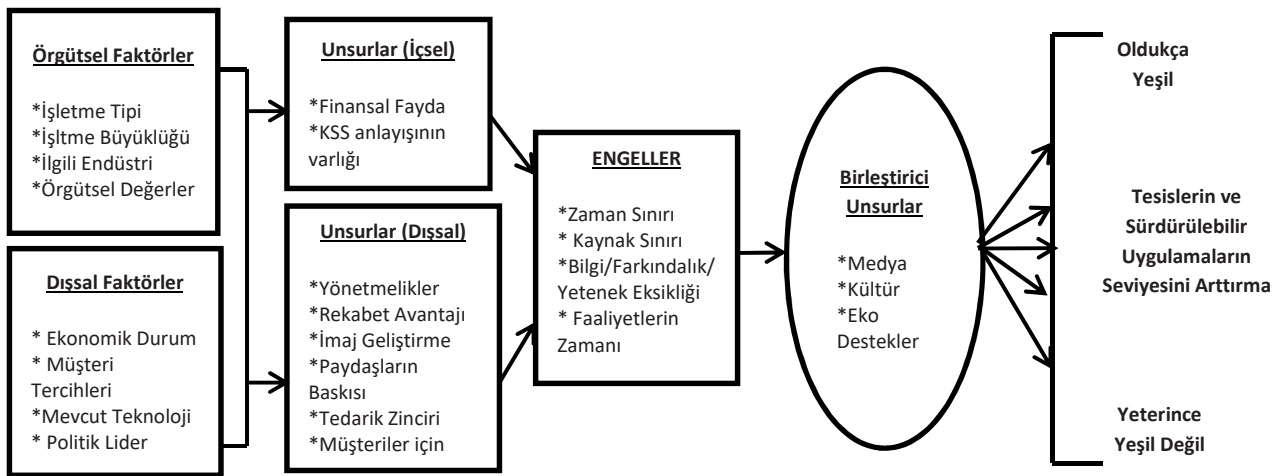 Örgütsel Faktörler
*İşletme Tipi
*İşltme Büyüklüğü
*İlgili Endüstri
*Örgütsel Değerler
Dışsal Faktörler
* Ekonomik Durum
* Müşteri
Tercihleri
*Mevcut Teknoloji
* Politik Lider
Unsurlar (İçsel)
*Finansal Fayda
*KSS anlayışının
varlığı
Unsurlar (Dışsal)
*Yönetmelikler
*Rekabet Avantajı
*İmaj Geliştirme
*Paydaşların
Baskısı
*Tedarik Zinciri
*Müşteriler için
ENGELLER
*Zaman Sınırı
* Kaynak Sınırı
*Bilgi/Farkındalık/
Yetenek Eksikliği
* Faaliyetlerin
Zamanı
Birleştirici
Unsurlar
*Medya
*Kültür
*Eko
Destekler
Oldukça
Yeşil
Tesislerin ve
Sürdürülebilir
Uygulamaların
Seviyesini Arttırma
Yeterince
Yeşil Değil